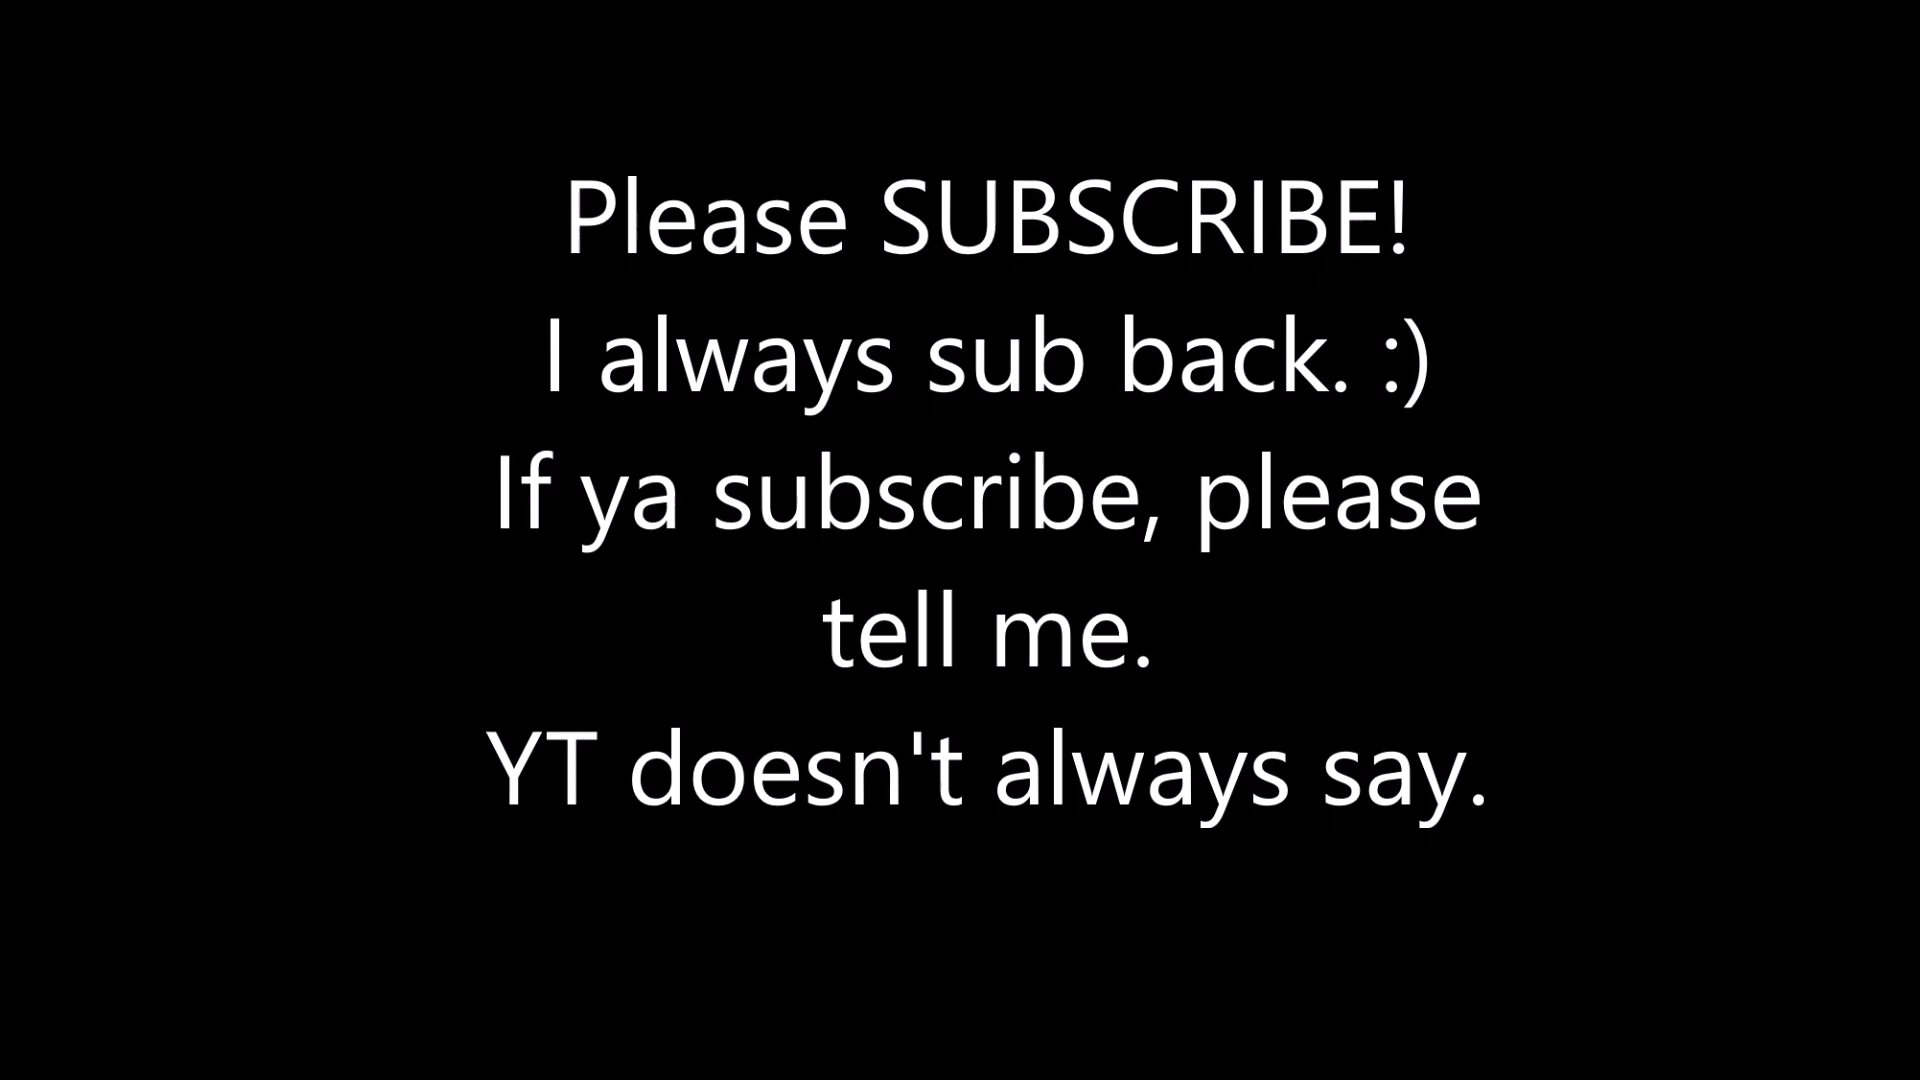 Please SUBSCRIBE!
I always sub back. :)
If ya subscribe, please
tell me.
YT doesn't always say.